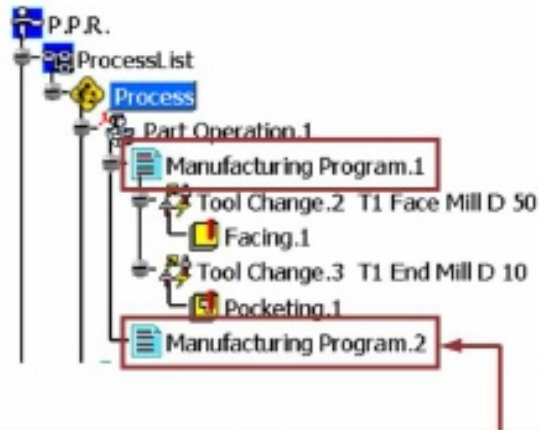 P.P.R.
ProcessList
Process
Part Operation.1
Manufacturing Program.1
Tool Change.2 T1 Face Mill D 50
Facing.1
Tool Change.3 T1 End Mill D 10
Pocketing.1
Manufacturing Program.2